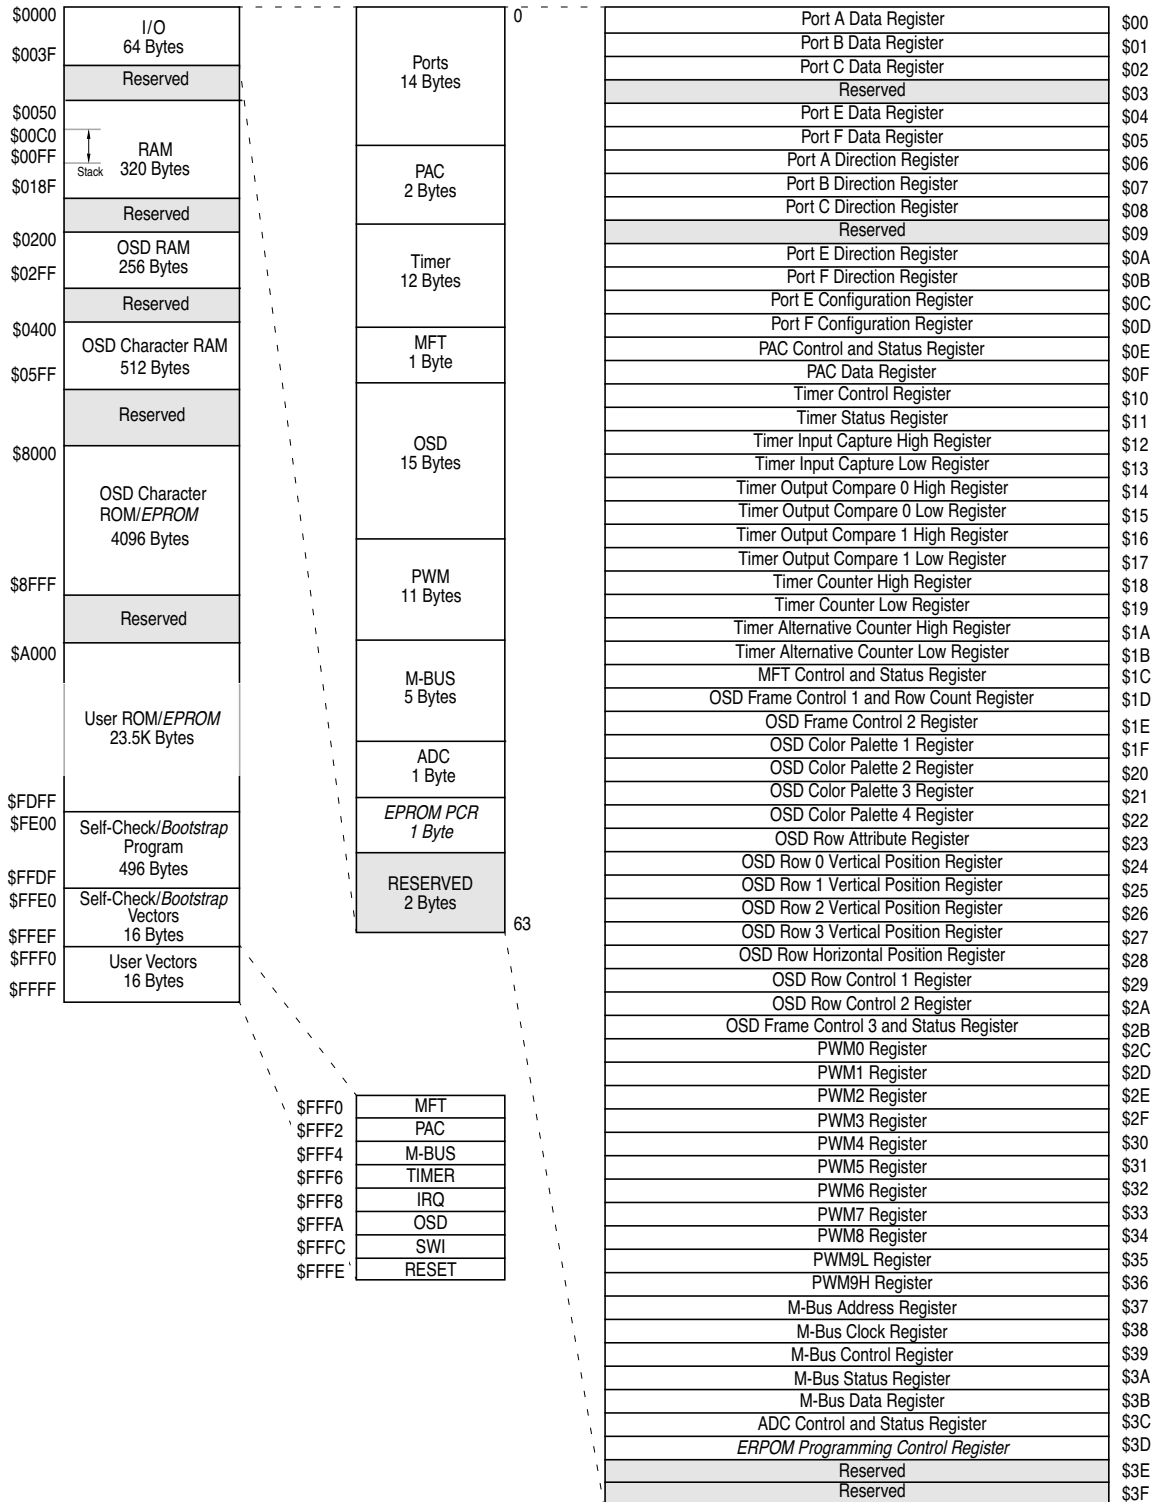 $0000
I/O
64 Bytes
$003F
Reserved
$0050
$00C0
$00FF
Stack
RAM
320 Bytes
$018F
Reserved
$0200
OSD RAM
256 Bytes
$02FF
Reserved
$0400
OSD Character RAM
512 Bytes
$05FF
Reserved
$8000
OSD Character
ROM/EPROM
4096 Bytes
$8FFF
Reserved
$A000
User ROM/EPROM
23.5K Bytes
$FDFF
$FE00
Self-Check/Bootstrap
Program
496 Bytes
$FFDF
$FFE0
Self-Check/Bootstrap
Vectors
16 Bytes
$FFEF
$FFF0
User Vectors
16 Bytes
$FFFF
0
Ports
14 Bytes
PAC
2 Bytes
Timer
12 Bytes
MFT
1 Byte
OSD
15 Bytes
PWM
11 Bytes
M-BUS
5 Bytes
ADC
1 Byte
EPROM PCR
1 Byte
RESERVED
2 Bytes
63
$FFF0 MFT
$FFF2 PAC
$FFF4 M-BUS
$FFF6 TIMER
$FFF8 IRQ
$FFFA OSD
$FFFC SWI
$FFFE RESET
Port A Data Register $00
Port B Data Register $01
Port C Data Register $02
Reserved $03
Port E Data Register $04
Port F Data Register $05
Port A Direction Register $06
Port B Direction Register $07
Port C Direction Register $08
Reserved $09
Port E Direction Register $0A
Port F Direction Register $0B
Port E Configuration Register $0C
Port F Configuration Register $0D
PAC Control and Status Register $0E
PAC Data Register $0F
Timer Control Register $10
Timer Status Register $11
Timer Input Capture High Register $12
Timer Input Capture Low Register $13
Timer Output Compare 0 High Register $14
Timer Output Compare 0 Low Register $15
Timer Output Compare 1 High Register $16
Timer Output Compare 1 Low Register $17
Timer Counter High Register $18
Timer Counter Low Register $19
Timer Alternative Counter High Register $1A
Timer Alternative Counter Low Register $1B
MFT Control and Status Register $1C
OSD Frame Control 1 and Row Count Register $1D
OSD Frame Control 2 Register $1E
OSD Color Palette 1 Register $1F
OSD Color Palette 2 Register $20
OSD Color Palette 3 Register $21
OSD Color Palette 4 Register $22
OSD Row Attribute Register $23
OSD Row 0 Vertical Position Register $24
OSD Row 1 Vertical Position Register $25
OSD Row 2 Vertical Position Register $26
OSD Row 3 Vertical Position Register $27
OSD Row Horizontal Position Register $28
OSD Row Control 1 Register $29
OSD Row Control 2 Register $2A
OSD Frame Control 3 and Status Register $2B
PWM0 Register $2C
PWM1 Register $2D
PWM2 Register $2E
PWM3 Register $2F
PWM4 Register $30
PWM5 Register $31
PWM6 Register $32
PWM7 Register $33
PWM8 Register $34
PWM9L Register $35
PWM9H Register $36
M-Bus Address Register $37
M-Bus Clock Register $38
M-Bus Control Register $39
M-Bus Status Register $3A
M-Bus Data Register $3B
ADC Control and Status Register $3C
ERPOM Programming Control Register $3D
Reserved $3E
Reserved $3F